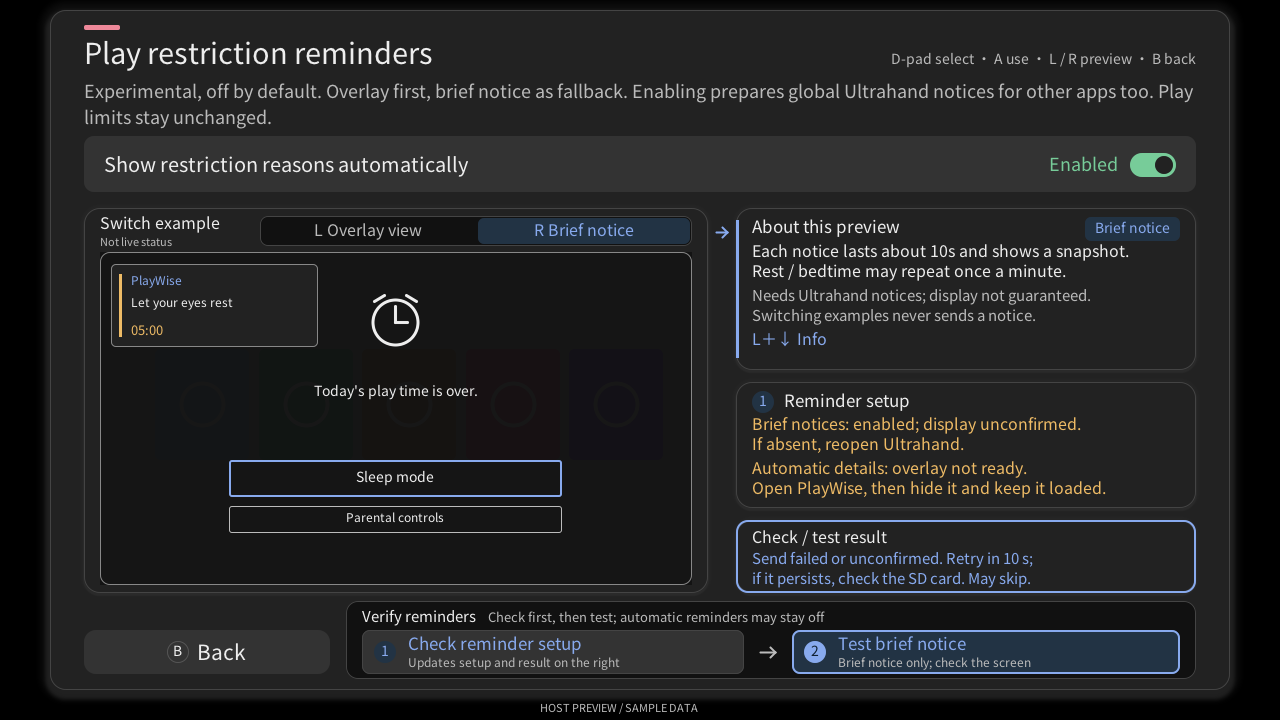 Play restriction reminders
D-pad select • A use • L / R preview • B back
Experimental, off by default. Overlay first, brief notice as fallback. Enabling prepares global Ultrahand notices for other apps too. Play
limits stay unchanged.
Show restriction reasons automatically
Enabled
Switch example
Not live status
L Overlay view
R Brief notice
PlayWise
Let your eyes rest
05:00
Today's play time is over.
Sleep mode
Parental controls
→
About this preview
Brief notice
Each notice lasts about 10s and shows a snapshot.
Rest / bedtime may repeat once a minute.
Needs Ultrahand notices; display not guaranteed.
Switching examples never sends a notice.
L+↓ Info
1 Reminder setup
Brief notices: enabled; display unconfirmed.
If absent, reopen Ultrahand.
Automatic details: overlay not ready.
Open PlayWise, then hide it and keep it loaded.
Check / test result
Send failed or unconfirmed. Retry in 10 s;
if it persists, check the SD card. May skip.
B Back
Verify reminders Check first, then test; automatic reminders may stay off
1 Check reminder setup
Updates setup and result on the right
→
2 Test brief notice
Brief notice only; check the screen
HOST PREVIEW / SAMPLE DATA